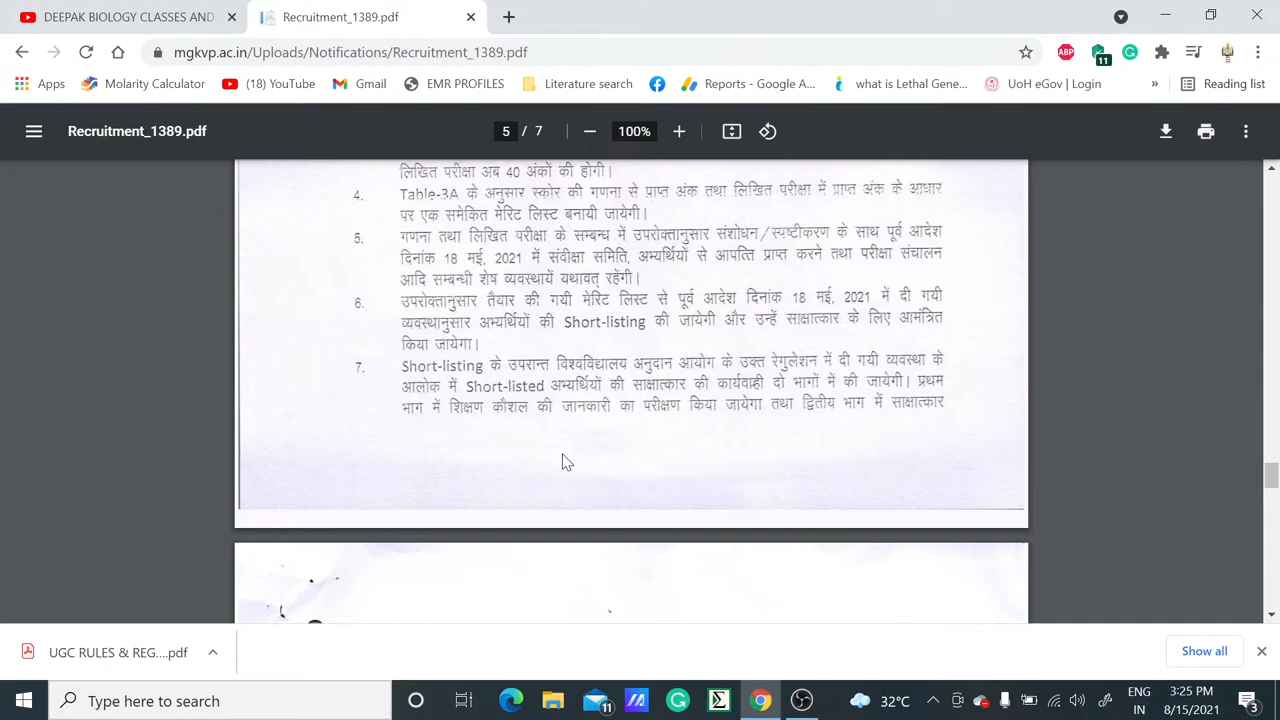 DEEPAK BIOLOGY CLASSES AND
Recruitment_1389.pdf
mgkvp.ac.in/Uploads/Notifications/Recruitment_1389.pdf
ABP
11
Apps
Molarity Calculator
(18) YouTube
Gmail
EMR PROFILES
Literature search
Reports - Google A...
what is Lethal Gene...
UoH eGov | Login
»
Reading list
Recruitment_1389.pdf
5 / 7
100%
लिखित परीक्षा अब 40 अंकों की होगी।
4. Table-3A के अनुसार स्कोर की गणना से प्राप्त अंक तथा लिखित परीक्षा में प्राप्त अंक के आधार
पर एक समेकित मेरिट लिस्ट बनायी जायेगी।
5. गणना तथा लिखित परीक्षा के सम्बन्ध में उपरोक्तानुसार संशोधन/स्पष्टीकरण के साथ पूर्व आदेश
दिनांक 18 मई, 2021 में संवीक्षा समिति, अभ्यर्थियों से आपत्ति प्राप्त करने तथा परीक्षा संचालन
आदि सम्बन्धी शेष व्यवस्थायें यथावत् रहेंगी।
6. उपरोक्तानुसार तैयार की गयी मेरिट लिस्ट से पूर्व आदेश दिनांक 18 मई, 2021 में दी गयी
व्यवस्थानुसार अभ्यर्थियों की Short-listing की जायेगी और उन्हें साक्षात्कार के लिए आमंत्रित
किया जायेगा।
7. Short-listing के उपरान्त विश्वविद्यालय अनुदान आयोग के उक्त रेगुलेशन में दी गयी व्यवस्था के
आलोक में Short-listed अभ्यर्थियों की साक्षात्कार की कार्यवाही दो भागों में की जायेगी। प्रथम
भाग में शिक्षण कौशल की जानकारी का परीक्षण किया जायेगा तथा द्वितीय भाग में साक्षात्कार
UGC RULES & REG....pdf
Show all
Type here to search
11
32°C
ENG
IN
3:25 PM
8/15/2021
3